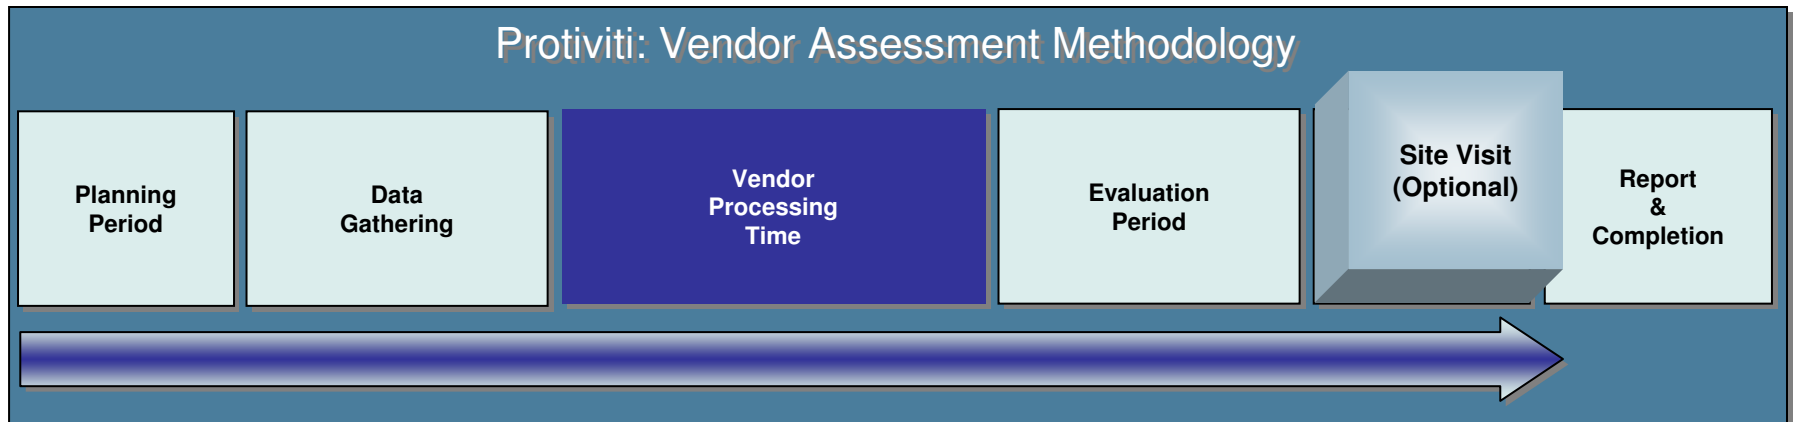 Protiviti: Vendor Assessment Methodology
Planning
Period
Data
Gathering
Vendor
Processing
Time
Evaluation
Period
Site Visit
(Optional)
Report
&
Completion